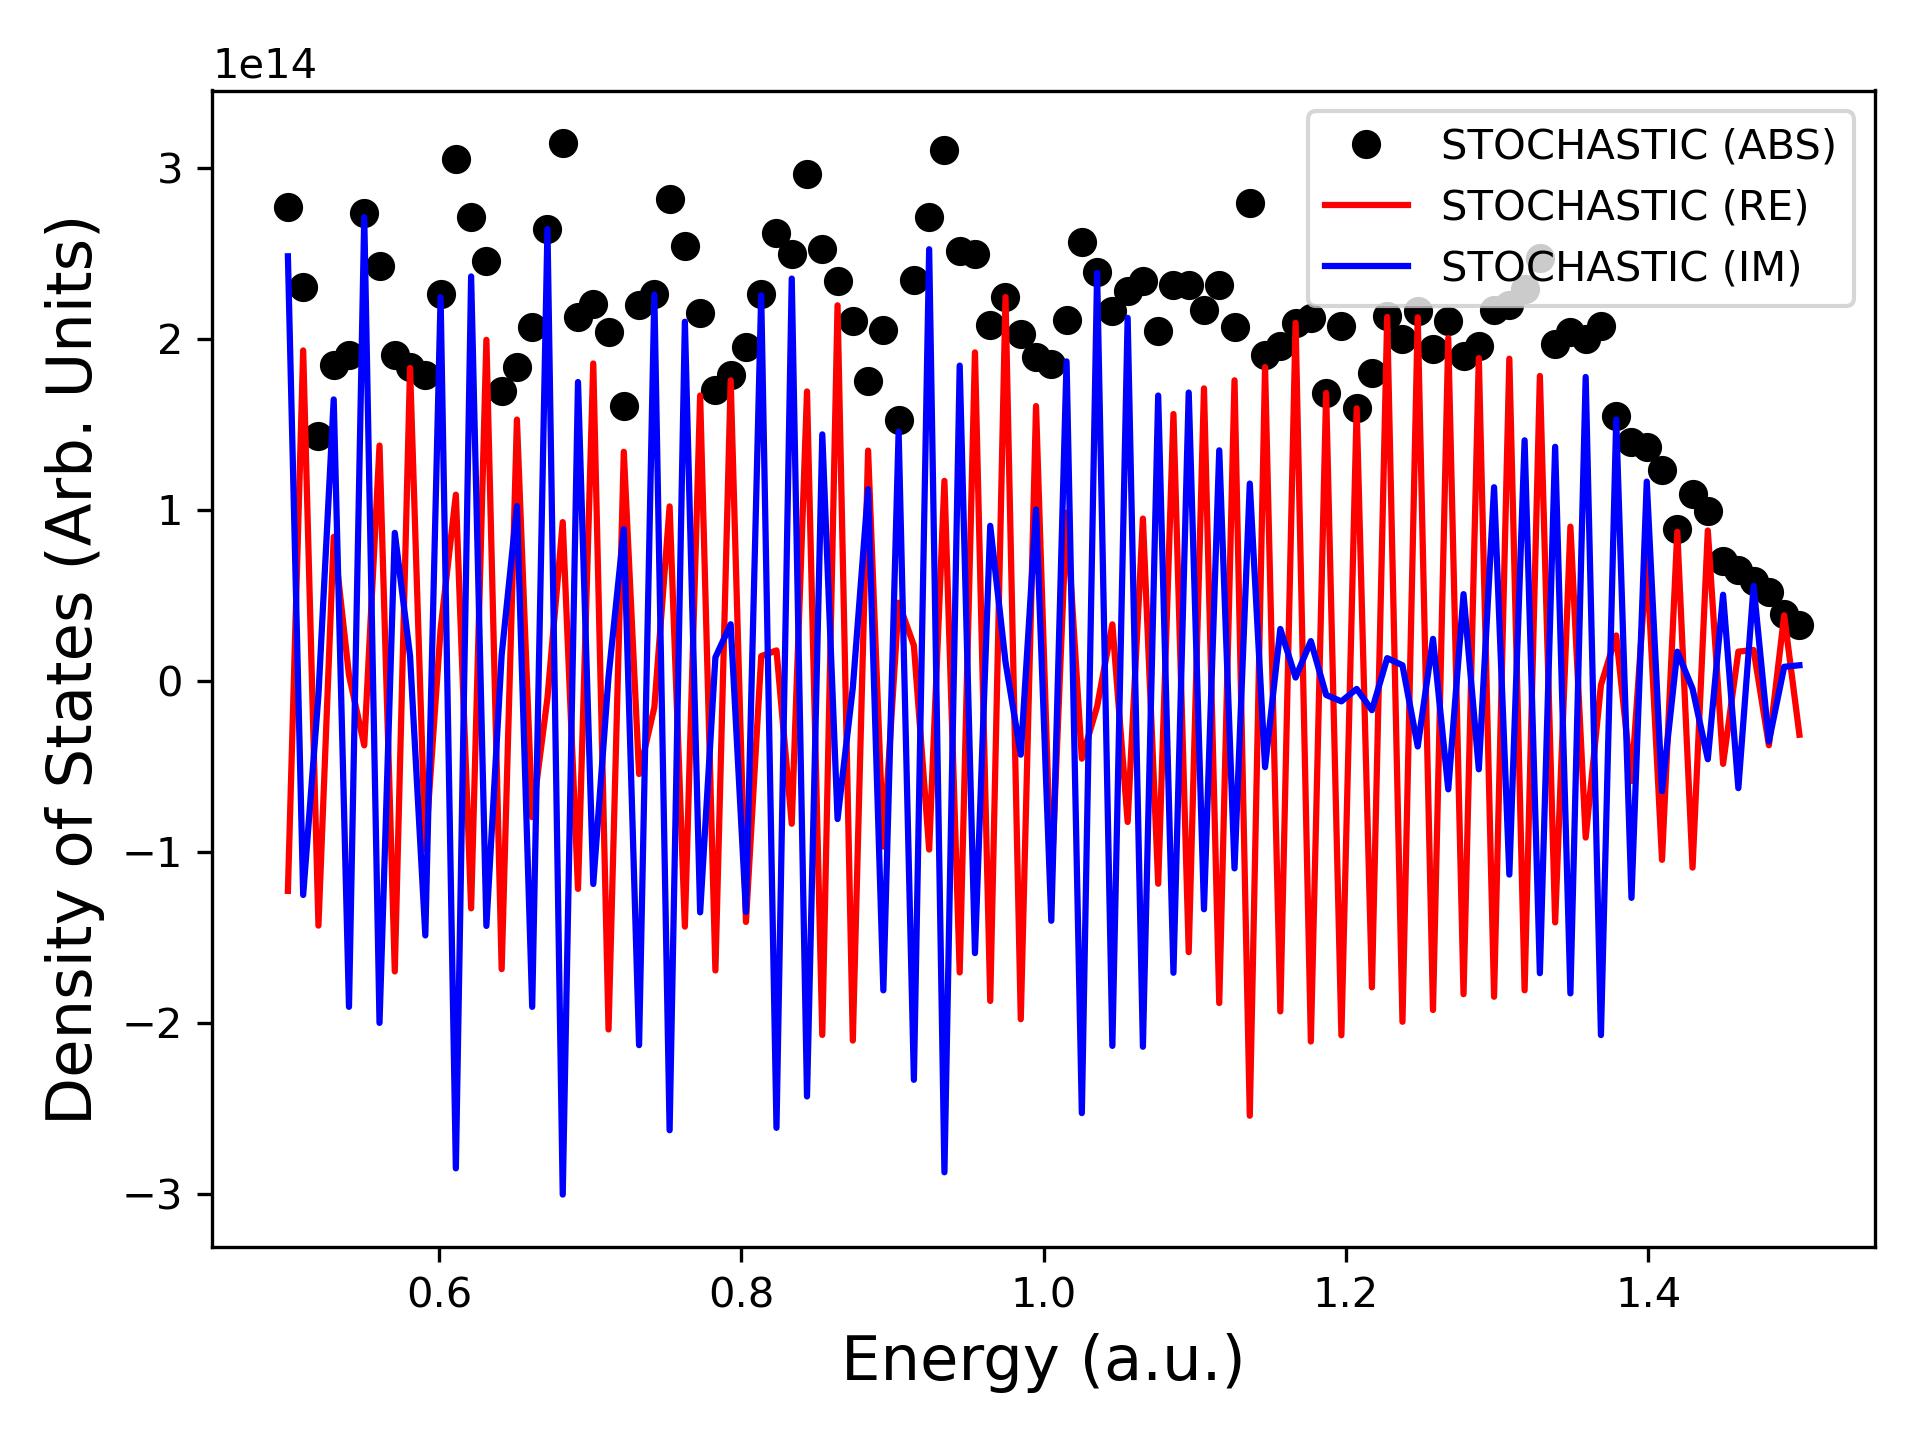 1e14
STOCHASTIC (ABS)
STOCHASTIC (RE)
STOCHASTIC (IM)
Density of States (Arb. Units)
3
2
1
0
−1
−2
−3
0.6 0.8 1.0 1.2 1.4
Energy (a.u.)